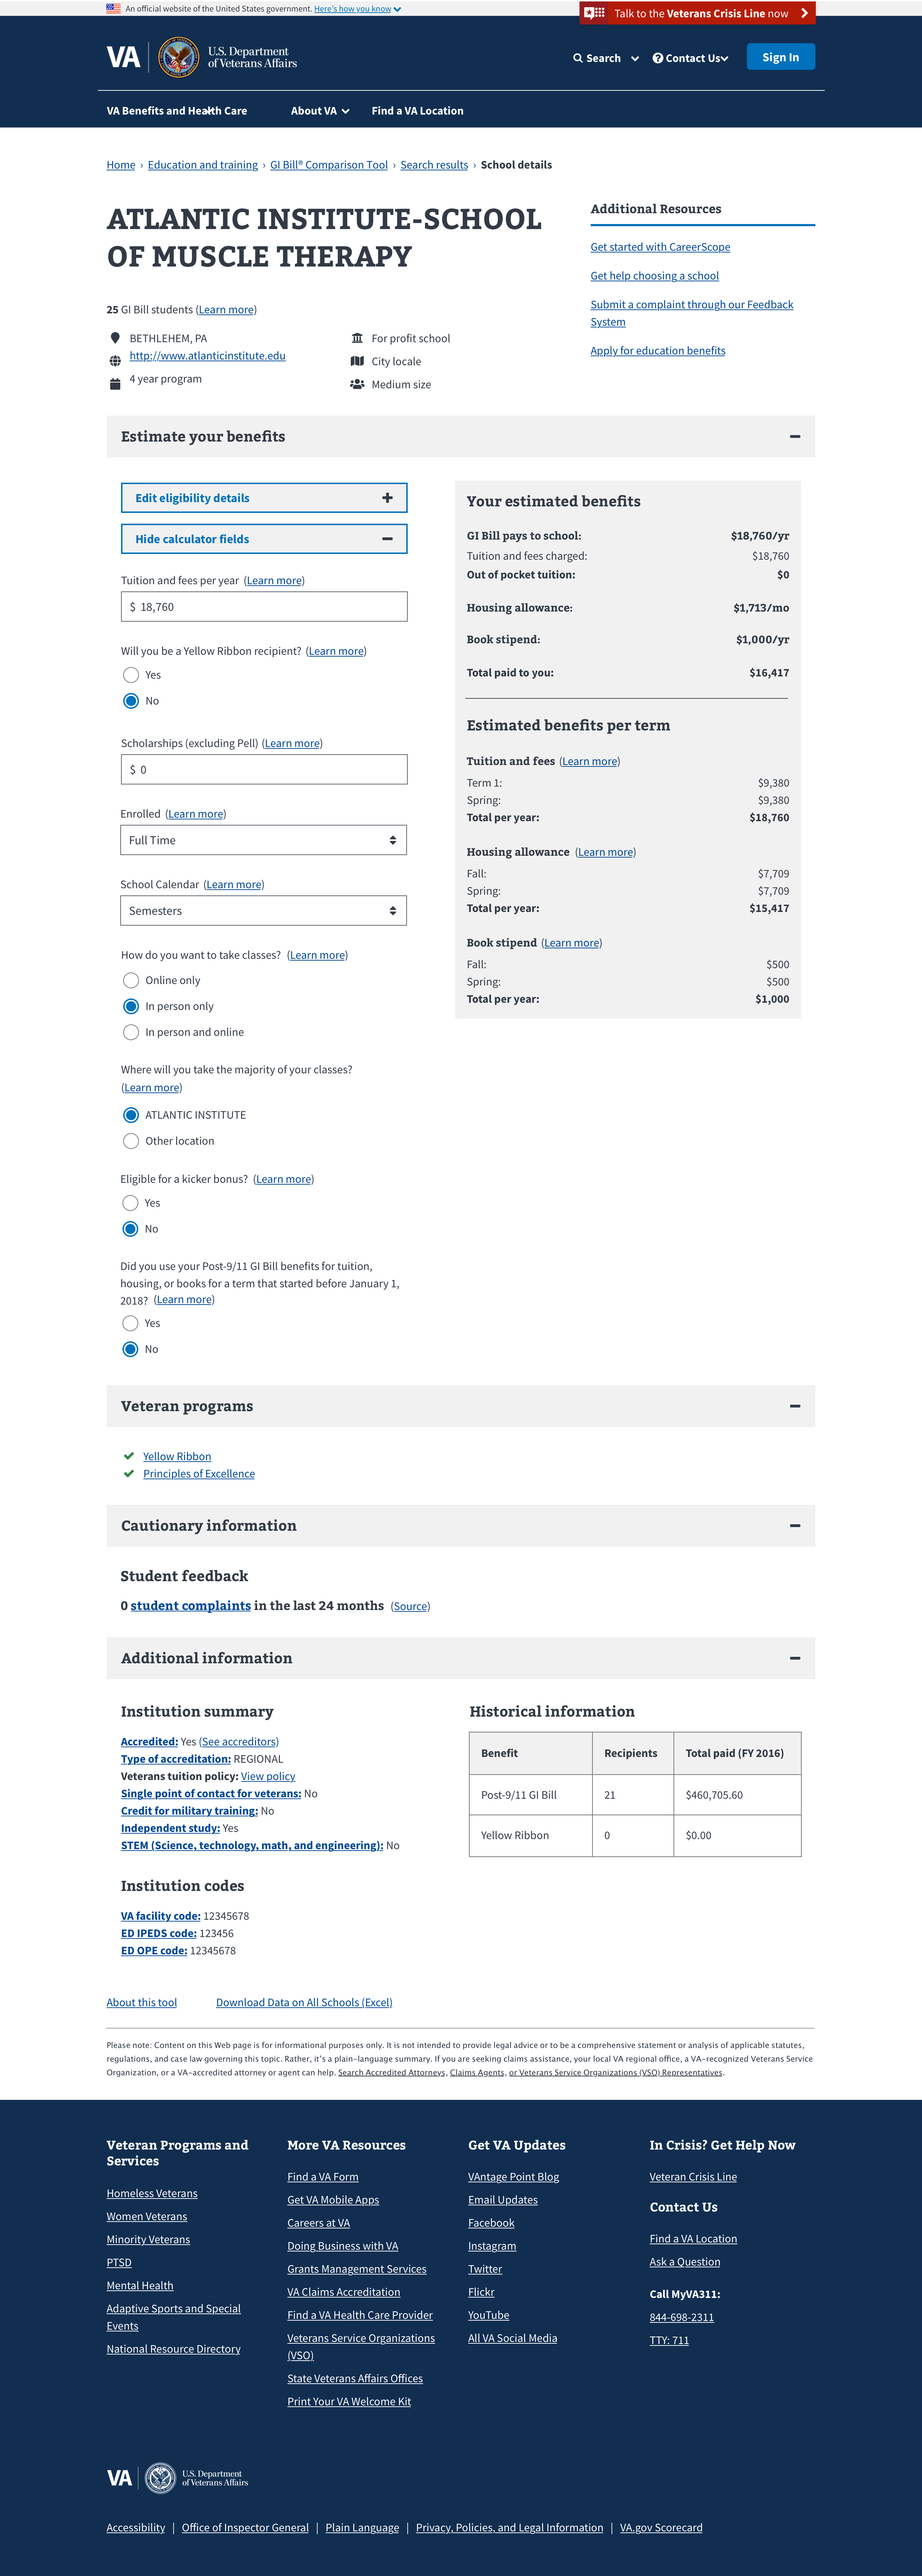 An official website of the United States government. Here's how you know
Talk to the Veterans Crisis Line now
VA
U.S. Department
of Veterans Affairs
Search
Contact Us
Sign In
VA Benefits and Health Care
About VA
Find a VA Location
Home › Education and training › GI Bill® Comparison Tool › Search results › School details
ATLANTIC INSTITUTE-SCHOOL
OF MUSCLE THERAPY
25 GI Bill students (Learn more)
BETHLEHEM, PA
http://www.atlanticinstitute.edu
4 year program
For profit school
City locale
Medium size
Additional Resources
Get started with CareerScope
Get help choosing a school
Submit a complaint through our Feedback
System
Apply for education benefits
Estimate your benefits
Edit eligibility details
Hide calculator fields
Tuition and fees per year (Learn more)
$ 18,760
Will you be a Yellow Ribbon recipient? (Learn more)
Yes
No
Scholarships (excluding Pell) (Learn more)
$ 0
Enrolled (Learn more)
Full Time
School Calendar (Learn more)
Semesters
How do you want to take classes? (Learn more)
Online only
In person only
In person and online
Where will you take the majority of your classes?
(Learn more)
ATLANTIC INSTITUTE
Other location
Eligible for a kicker bonus? (Learn more)
Yes
No
Did you use your Post-9/11 GI Bill benefits for tuition,
housing, or books for a term that started before January 1,
2018? (Learn more)
Yes
No
Your estimated benefits
GI Bill pays to school: $18,760/yr
Tuition and fees charged: $18,760
Out of pocket tuition: $0
Housing allowance: $1,713/mo
Book stipend: $1,000/yr
Total paid to you: $16,417
Estimated benefits per term
Tuition and fees (Learn more)
Term 1: $9,380
Spring: $9,380
Total per year: $18,760
Housing allowance (Learn more)
Fall: $7,709
Spring: $7,709
Total per year: $15,417
Book stipend (Learn more)
Fall: $500
Spring: $500
Total per year: $1,000
Veteran programs
Yellow Ribbon
Principles of Excellence
Cautionary information
Student feedback
0 student complaints in the last 24 months (Source)
Additional information
Institution summary
Accredited: Yes (See accreditors)
Type of accreditation: REGIONAL
Veterans tuition policy: View policy
Single point of contact for veterans: No
Credit for military training: No
Independent study: Yes
STEM (Science, technology, math, and engineering): No
Institution codes
VA facility code: 12345678
ED IPEDS code: 123456
ED OPE code: 12345678
Historical information
Benefit Recipients Total paid (FY 2016)
Post-9/11 GI Bill 21 $460,705.60
Yellow Ribbon 0 $0.00
About this tool
Download Data on All Schools (Excel)
Please note: Content on this Web page is for informational purposes only. It is not intended to provide legal advice or to be a comprehensive statement or analysis of applicable statutes,
regulations, and case law governing this topic. Rather, it's a plain-language summary. If you are seeking claims assistance, your local VA regional office, a VA-recognized Veterans Service
Organization, or a VA-accredited attorney or agent can help. Search Accredited Attorneys, Claims Agents, or Veterans Service Organizations (VSO) Representatives.
Veteran Programs and
Services
Homeless Veterans
Women Veterans
Minority Veterans
PTSD
Mental Health
Adaptive Sports and Special
Events
National Resource Directory
More VA Resources
Find a VA Form
Get VA Mobile Apps
Careers at VA
Doing Business with VA
Grants Management Services
VA Claims Accreditation
Find a VA Health Care Provider
Veterans Service Organizations
(VSO)
State Veterans Affairs Offices
Print Your VA Welcome Kit
Get VA Updates
VAntage Point Blog
Email Updates
Facebook
Instagram
Twitter
Flickr
YouTube
All VA Social Media
In Crisis? Get Help Now
Veteran Crisis Line
Contact Us
Find a VA Location
Ask a Question
Call MyVA311:
844-698-2311
TTY: 711
VA
U.S. Department
of Veterans Affairs
Accessibility | Office of Inspector General | Plain Language | Privacy, Policies, and Legal Information | VA.gov Scorecard